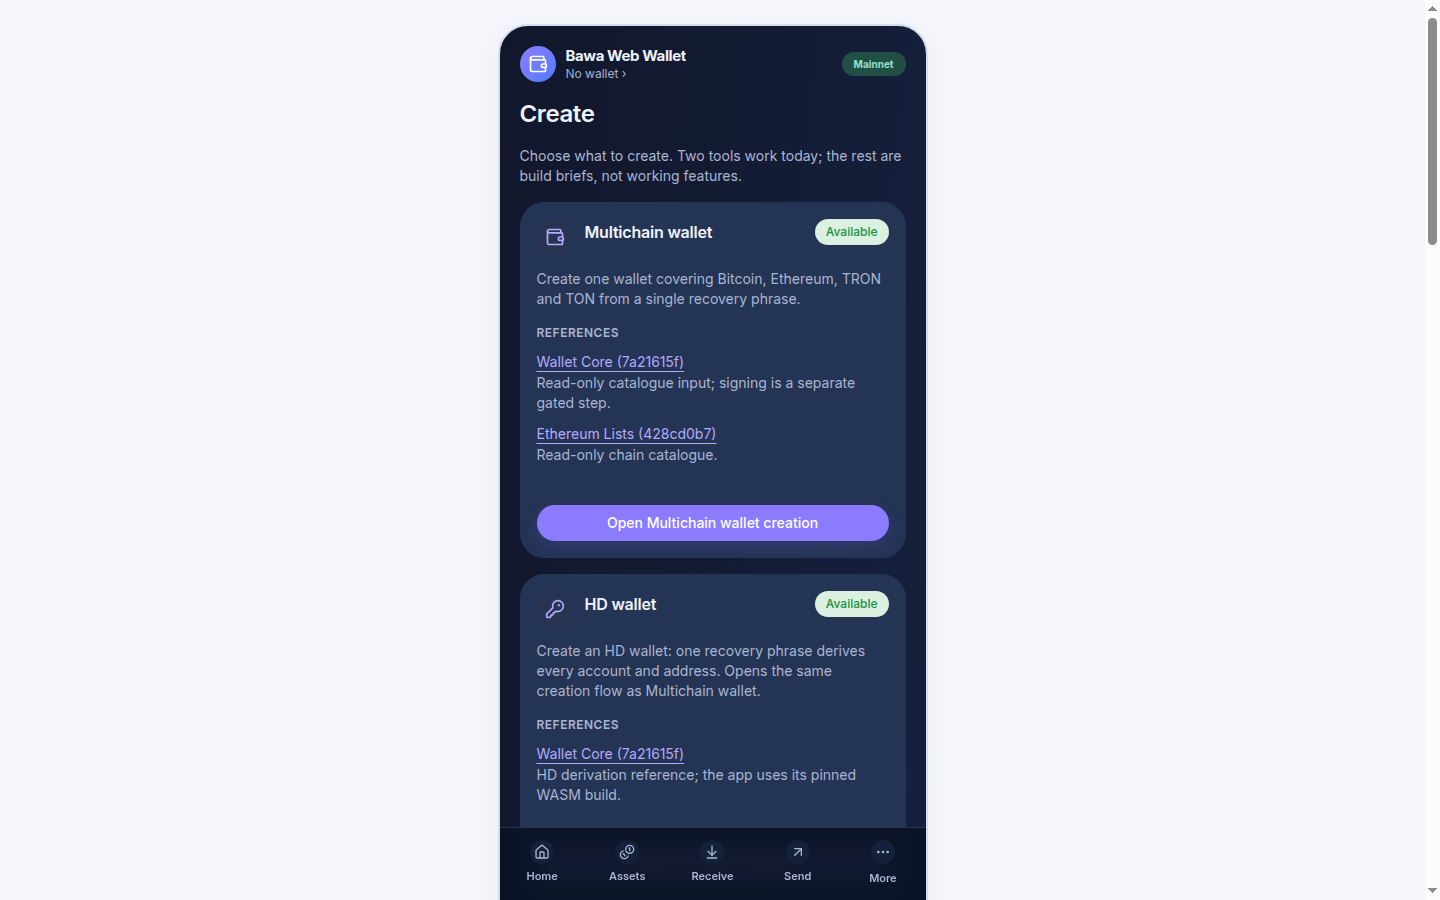 Bawa Web Wallet
No wallet ›
Mainnet
Create
Choose what to create. Two tools work today; the rest are
build briefs, not working features.
Multichain wallet
Available
Create one wallet covering Bitcoin, Ethereum, TRON
and TON from a single recovery phrase.
REFERENCES
Wallet Core (7a21615f)
Read-only catalogue input; signing is a separate
gated step.
Ethereum Lists (428cd0b7)
Read-only chain catalogue.
Open Multichain wallet creation
HD wallet
Available
Create an HD wallet: one recovery phrase derives
every account and address. Opens the same
creation flow as Multichain wallet.
REFERENCES
Wallet Core (7a21615f)
HD derivation reference; the app uses its pinned
WASM build.
Home
Assets
Receive
Send
More